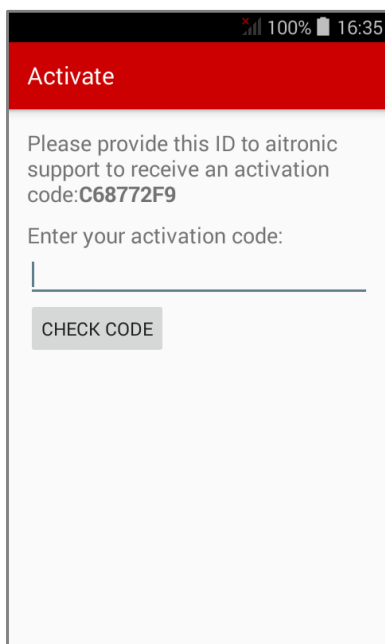 100% 16:35
Activate
Please provide this ID to aitronic
support to receive an activation
code:C68772F9
Enter your activation code:
CHECK CODE